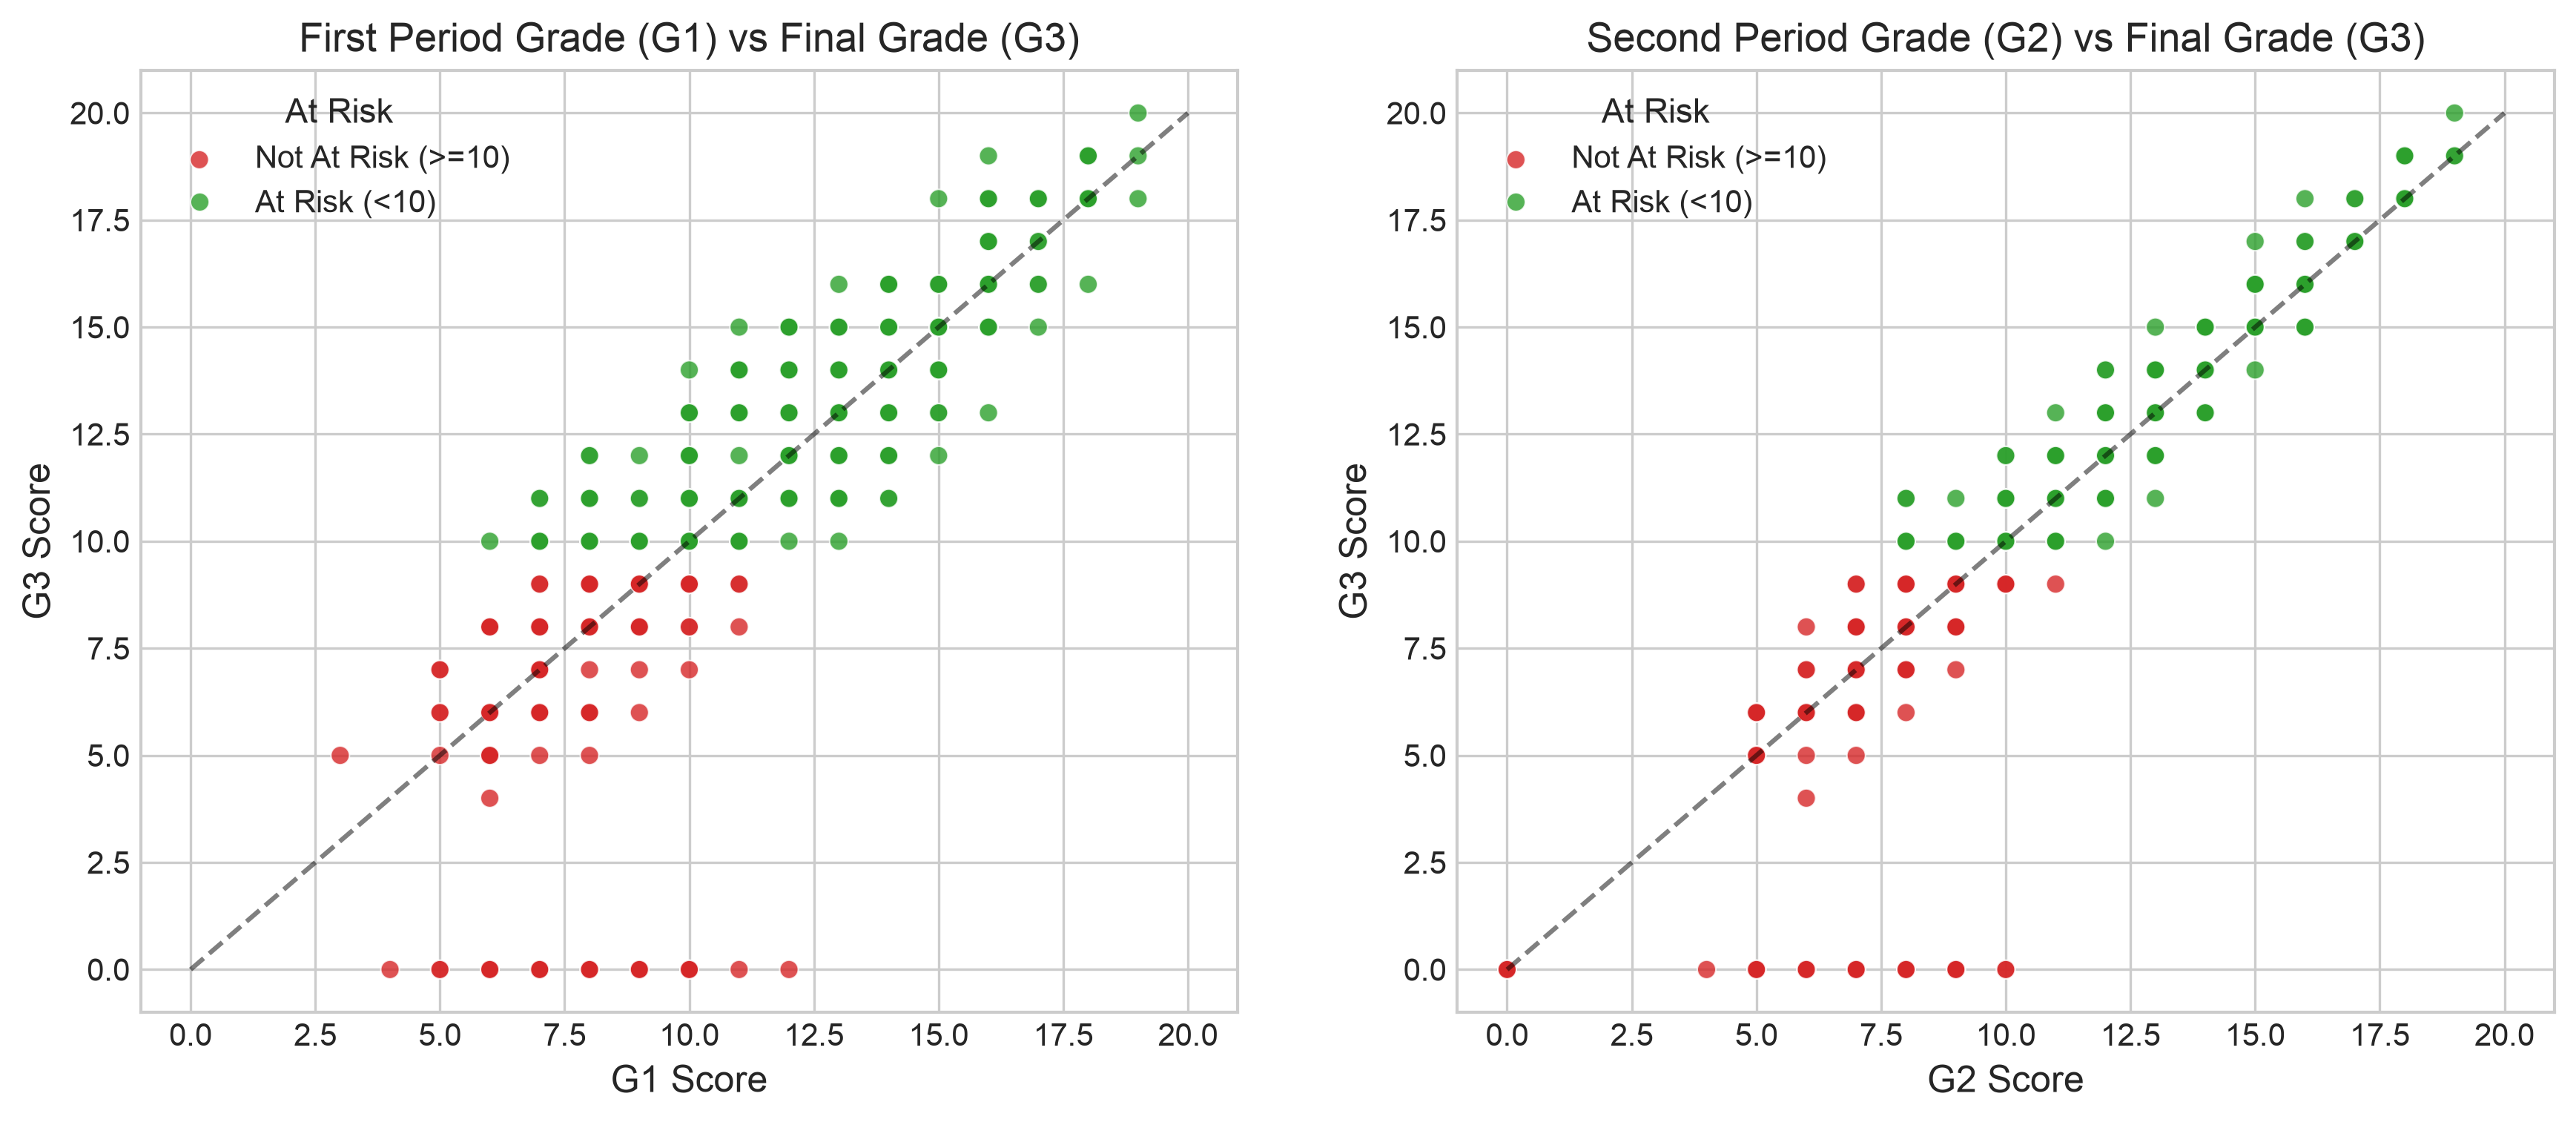 First Period Grade (G1) vs Final Grade (G3)
At Risk
Not At Risk (>=10)
At Risk (<10)
20.0
17.5
15.0
12.5
10.0
7.5
5.0
2.5
0.0
G3 Score
0.0 2.5 5.0 7.5 10.0 12.5 15.0 17.5 20.0
G1 Score
Second Period Grade (G2) vs Final Grade (G3)
At Risk
Not At Risk (>=10)
At Risk (<10)
20.0
17.5
15.0
12.5
10.0
7.5
5.0
2.5
0.0
G3 Score
0.0 2.5 5.0 7.5 10.0 12.5 15.0 17.5 20.0
G2 Score